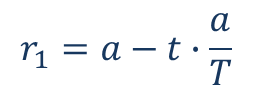 r₁ = a − t · a/T